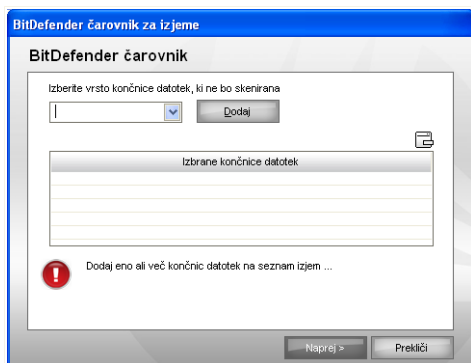 BitDefender čarovnik za izjeme
BitDefender čarovnik
Izberite vrsto končnice datotek, ki ne bo skenirana
Dodaj
Izbrane končnice datotek
Dodaj eno ali več končnic datotek na seznam izjem ...
Naprej >
Prekliči